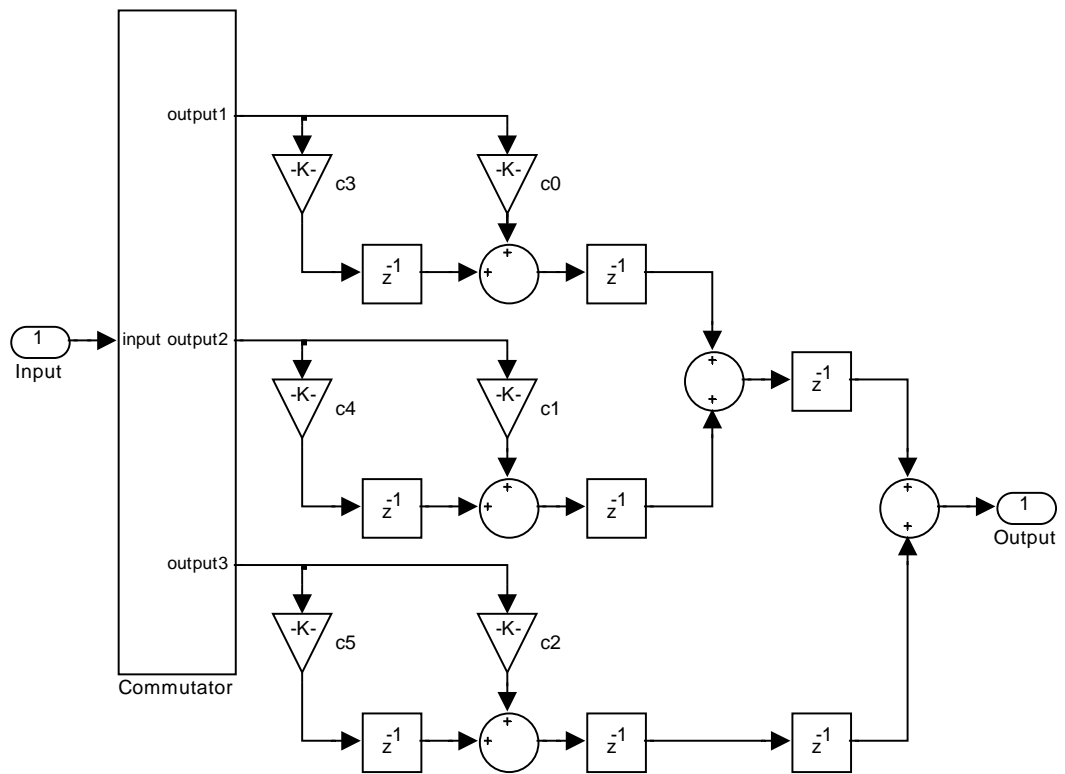 output1
-K-
c3
-K-
c0
z-1
+
+
z-1
1
Input
input output2
-K-
c4
-K-
c1
+
+
z-1
z-1
+
+
z-1
+
+
1
Output
output3
-K-
c5
-K-
c2
Commutator
z-1
+
+
z-1
z-1